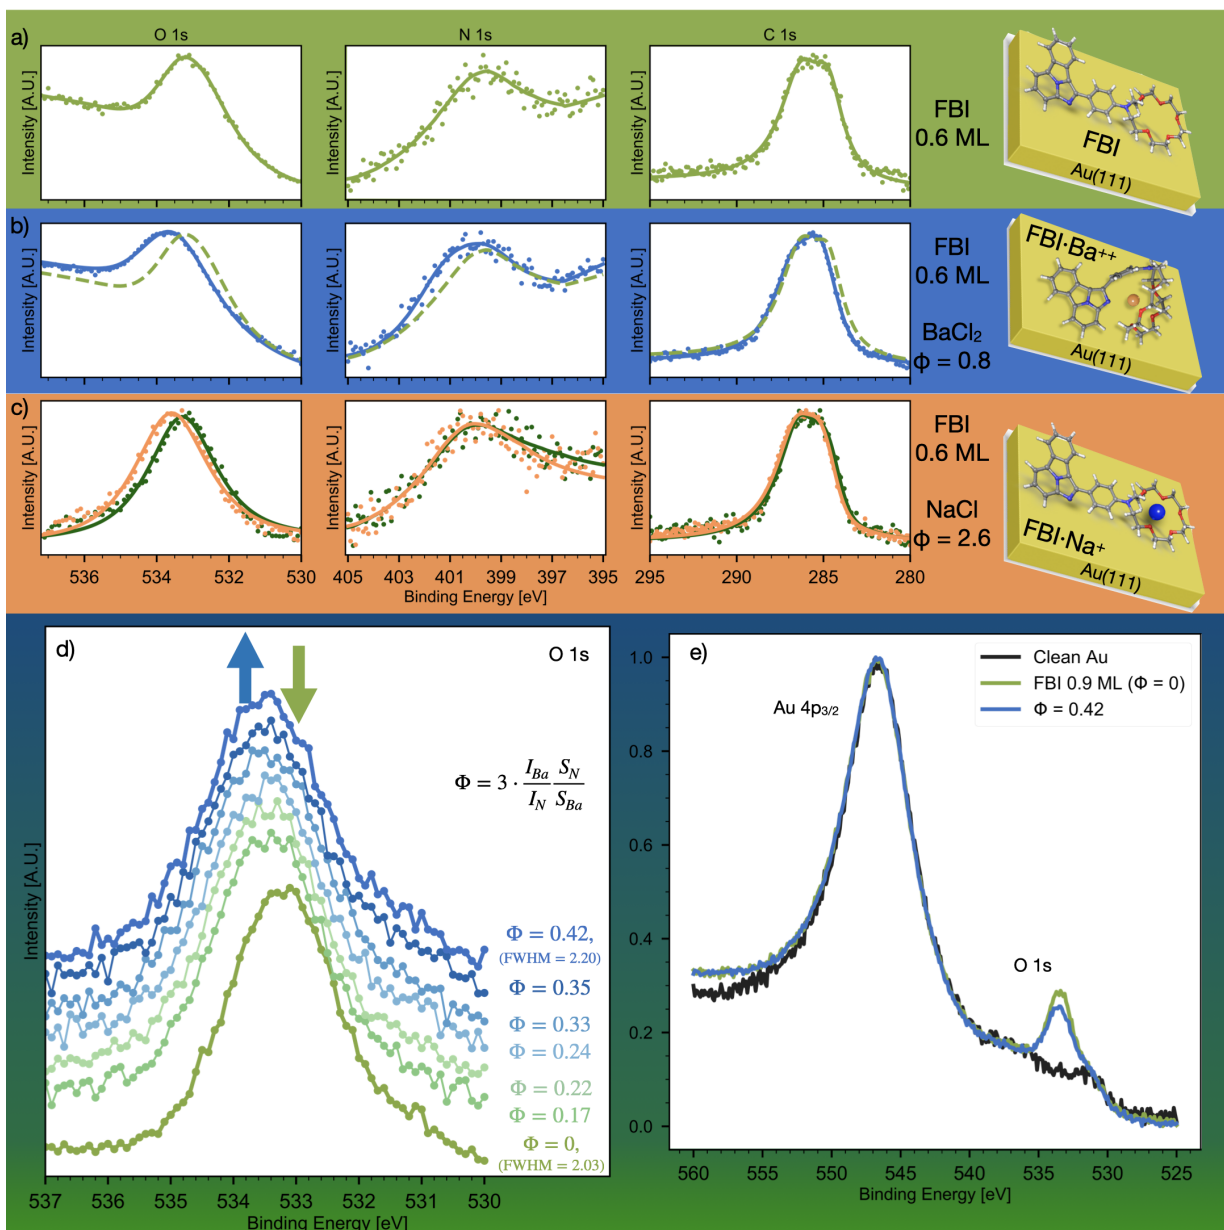 a)
O 1s
N 1s
C 1s
Intensity [A.U.]
Intensity [A.U.]
Intensity [A.U.]
FBI
0.6 ML
FBI
Au(111)
b)
Intensity [A.U.]
Intensity [A.U.]
Intensity [A.U.]
FBI
0.6 ML
BaCl₂
Φ = 0.8
FBI·Ba⁺⁺
Au(111)
c)
Intensity [A.U.]
Intensity [A.U.]
Intensity [A.U.]
FBI
0.6 ML
NaCl
Φ = 2.6
FBI·Na⁺
Au(111)
536 534 532 530
405 403 401 399 397 395
295 290 285 280
Binding Energy [eV]
d)
O 1s
Φ = 3 · I_Ba/I_N S_N/S_Ba
Intensity [A.U.]
Φ = 0.42,
(FWHM = 2.20)
Φ = 0.35
Φ = 0.33
Φ = 0.24
Φ = 0.22
Φ = 0.17
Φ = 0,
(FWHM = 2.03)
537 536 535 534 533 532 531 530
Binding Energy [eV]
e)
Clean Au
FBI 0.9 ML (Φ = 0)
Φ = 0.42
Au 4p₃/₂
O 1s
1.0
0.8
0.6
0.4
0.2
0.0
560 555 550 545 540 535 530 525
Binding Energy [eV]